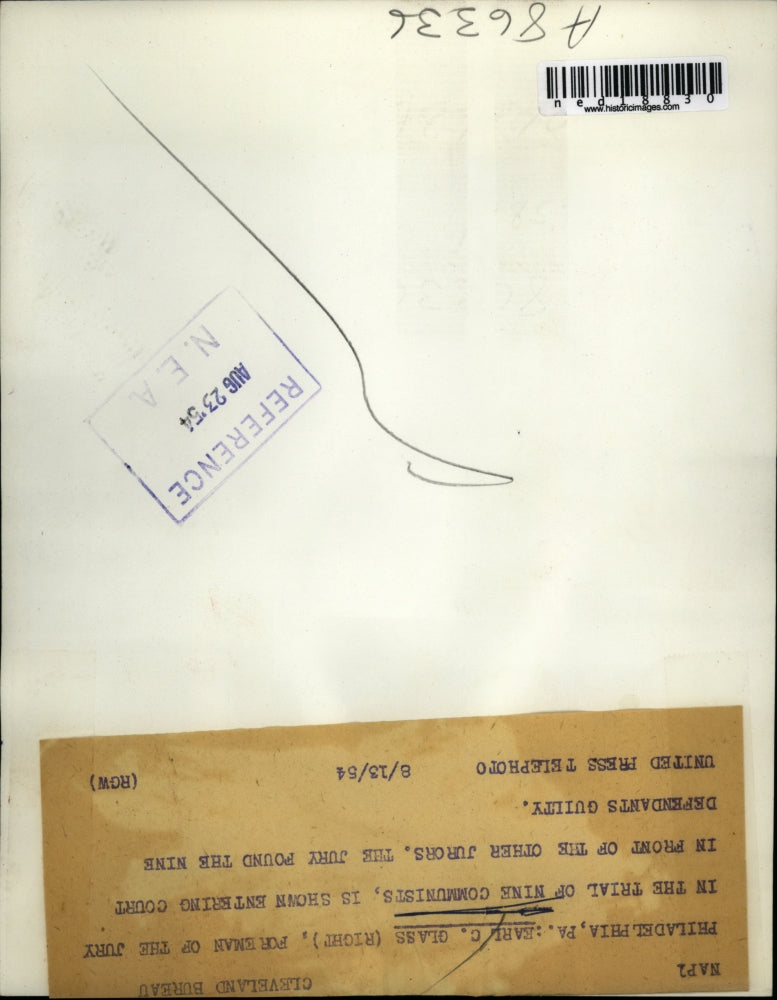 A86336
ned18830
www.historicimages.com
REFERENCE
AUG 23 '54
N. E. A
CLEVELAND BUREAU
NAP1
PHILADELPHIA, PA.: EARL C. GLASS (RIGHT), FOREMAN OF THE JURY
IN THE TRIAL OF NINE COMMUNISTS, IS SHOWN ENTERING COURT
IN FRONT OF THE OTHER JURORS. THE JURY FOUND THE NINE
DEFENDANTS GUILTY.
UNITED PRESS TELEPHOTO 8/13/54 (RGW)